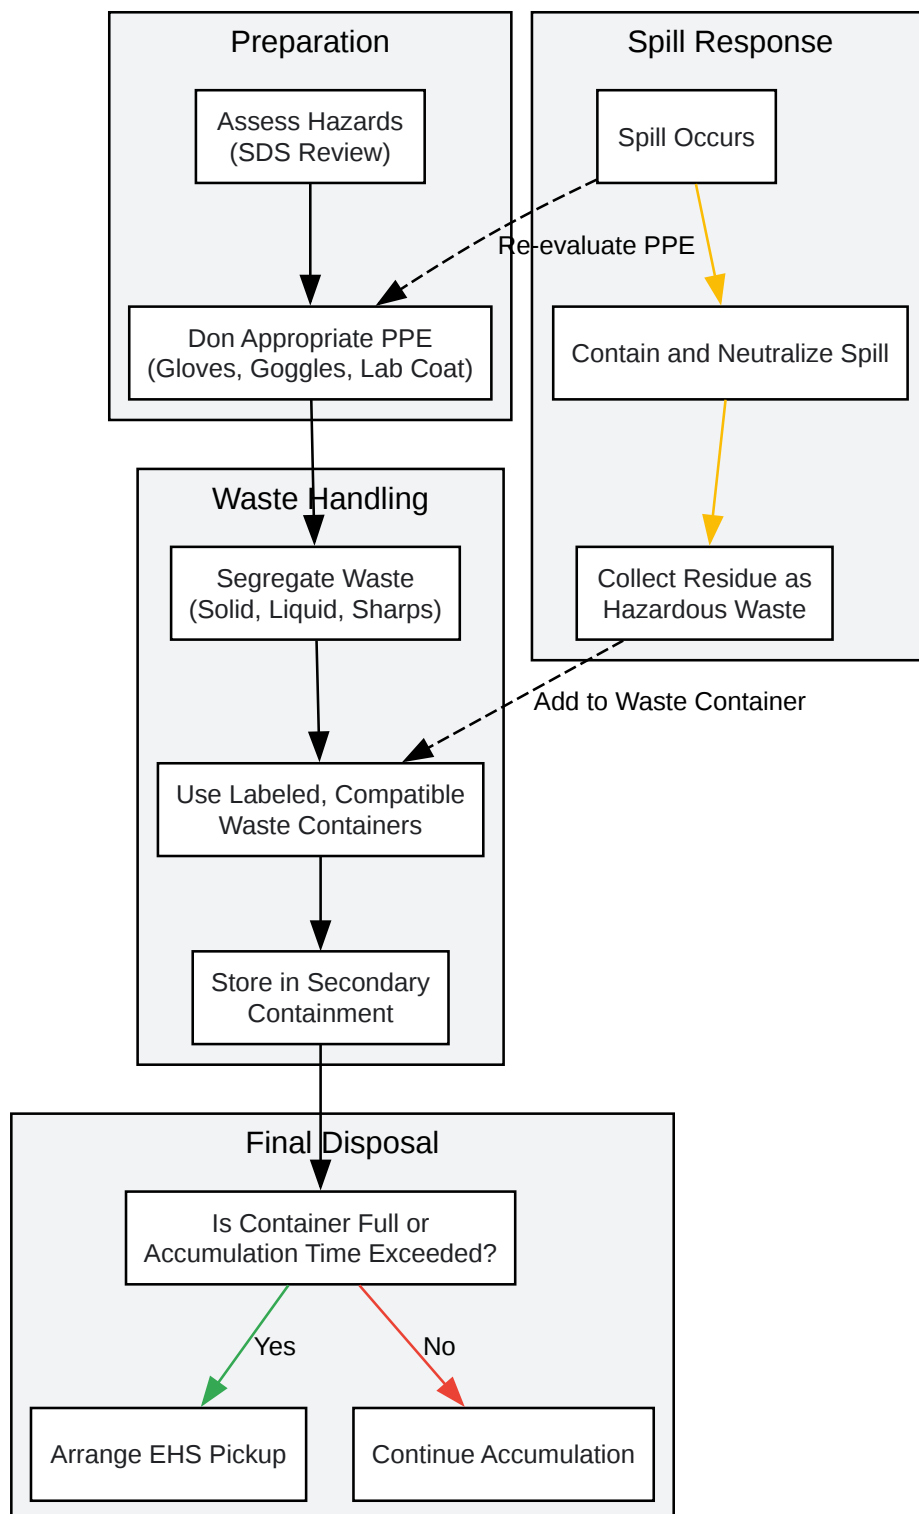 Preparation
Assess Hazards
(SDS Review)
Don Appropriate PPE
(Gloves, Goggles, Lab Coat)
Spill Response
Spill Occurs
Re-evaluate PPE
Contain and Neutralize Spill
Collect Residue as
Hazardous Waste
Add to Waste Container
Waste Handling
Segregate Waste
(Solid, Liquid, Sharps)
Use Labeled, Compatible
Waste Containers
Store in Secondary
Containment
Final Disposal
Is Container Full or
Accumulation Time Exceeded?
Yes
No
Arrange EHS Pickup
Continue Accumulation